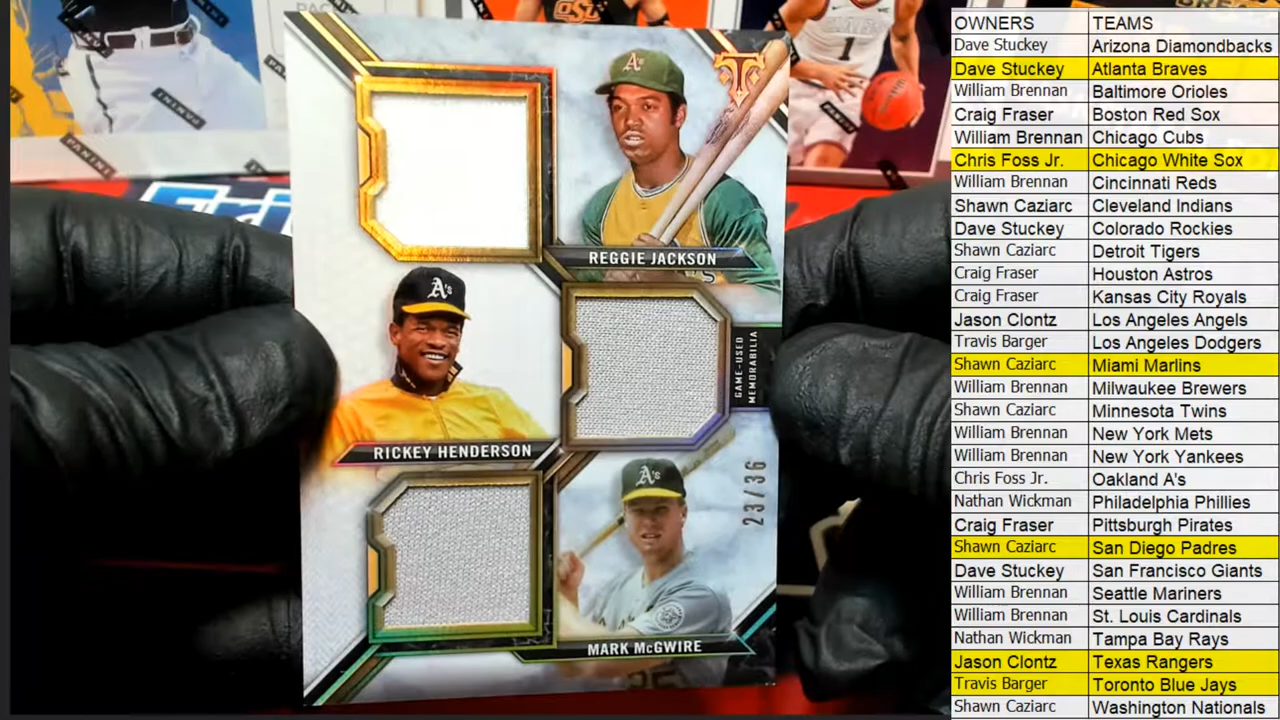 PANINI
PANINI
PANINI
A's
REGGIE JACKSON
A's
GAME-USED
MEMORABILIA
RICKEY HENDERSON
A's
23/36
MARK McGWIRE
OWNERS TEAMS
Dave Stuckey Arizona Diamondbacks
Dave Stuckey Atlanta Braves
William Brennan Baltimore Orioles
Craig Fraser Boston Red Sox
William Brennan Chicago Cubs
Chris Foss Jr. Chicago White Sox
William Brennan Cincinnati Reds
Shawn Caziarc Cleveland Indians
Dave Stuckey Colorado Rockies
Shawn Caziarc Detroit Tigers
Craig Fraser Houston Astros
Craig Fraser Kansas City Royals
Jason Clontz Los Angeles Angels
Travis Barger Los Angeles Dodgers
Shawn Caziarc Miami Marlins
William Brennan Milwaukee Brewers
Shawn Caziarc Minnesota Twins
William Brennan New York Mets
William Brennan New York Yankees
Chris Foss Jr. Oakland A's
Nathan Wickman Philadelphia Phillies
Craig Fraser Pittsburgh Pirates
Shawn Caziarc San Diego Padres
Dave Stuckey San Francisco Giants
William Brennan Seattle Mariners
William Brennan St. Louis Cardinals
Nathan Wickman Tampa Bay Rays
Jason Clontz Texas Rangers
Travis Barger Toronto Blue Jays
Shawn Caziarc Washington Nationals